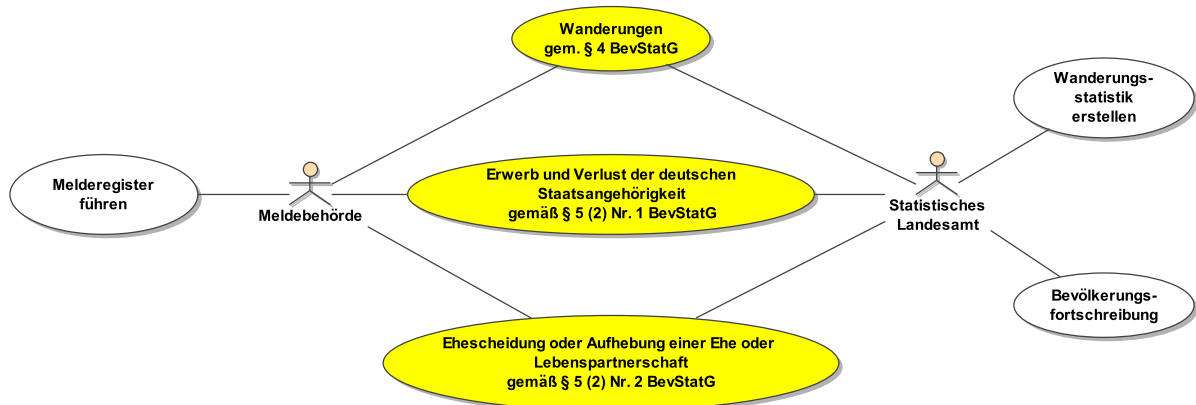 Wanderungen
gem. § 4 BevStatG
Wanderungs-
statistik
erstellen
Melderegister
führen
Meldebehörde
Erwerb und Verlust der deutschen
Staatsangehörigkeit
gemäß § 5 (2) Nr. 1 BevStatG
Statistisches
Landesamt
Bevölkerungs-
fortschreibung
Ehescheidung oder Aufhebung einer Ehe oder
Lebenspartnerschaft
gemäß § 5 (2) Nr. 2 BevStatG